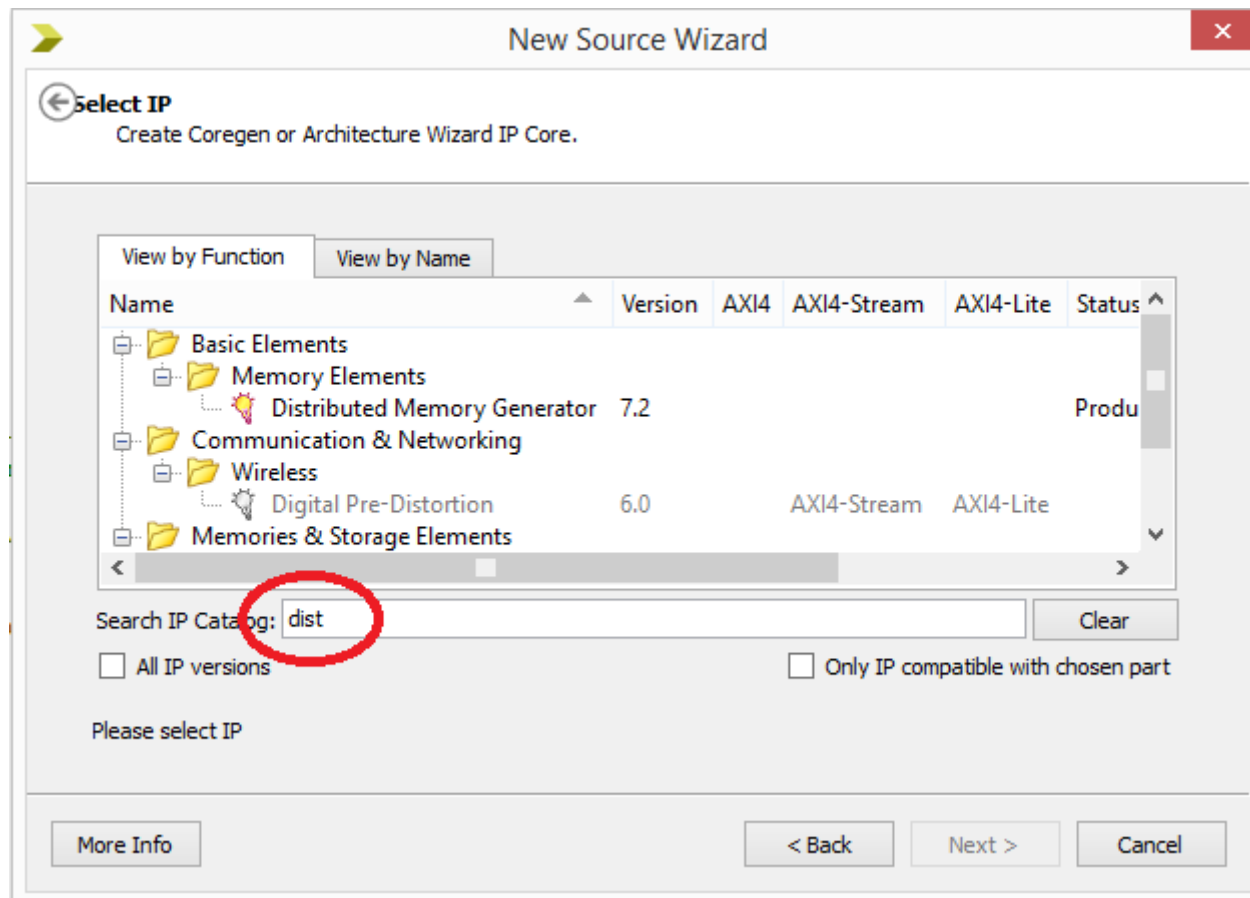 New Source Wizard
Select IP
Create Coregen or Architecture Wizard IP Core.
View by Function View by Name
Name Version AXI4 AXI4-Stream AXI4-Lite Status
Basic Elements
Memory Elements
Distributed Memory Generator 7.2 Produ
Communication & Networking
Wireless
Digital Pre-Distortion 6.0 AXI4-Stream AXI4-Lite
Memories & Storage Elements
Search IP Catalog: dist Clear
All IP versions Only IP compatible with chosen part
Please select IP
More Info < Back Next > Cancel